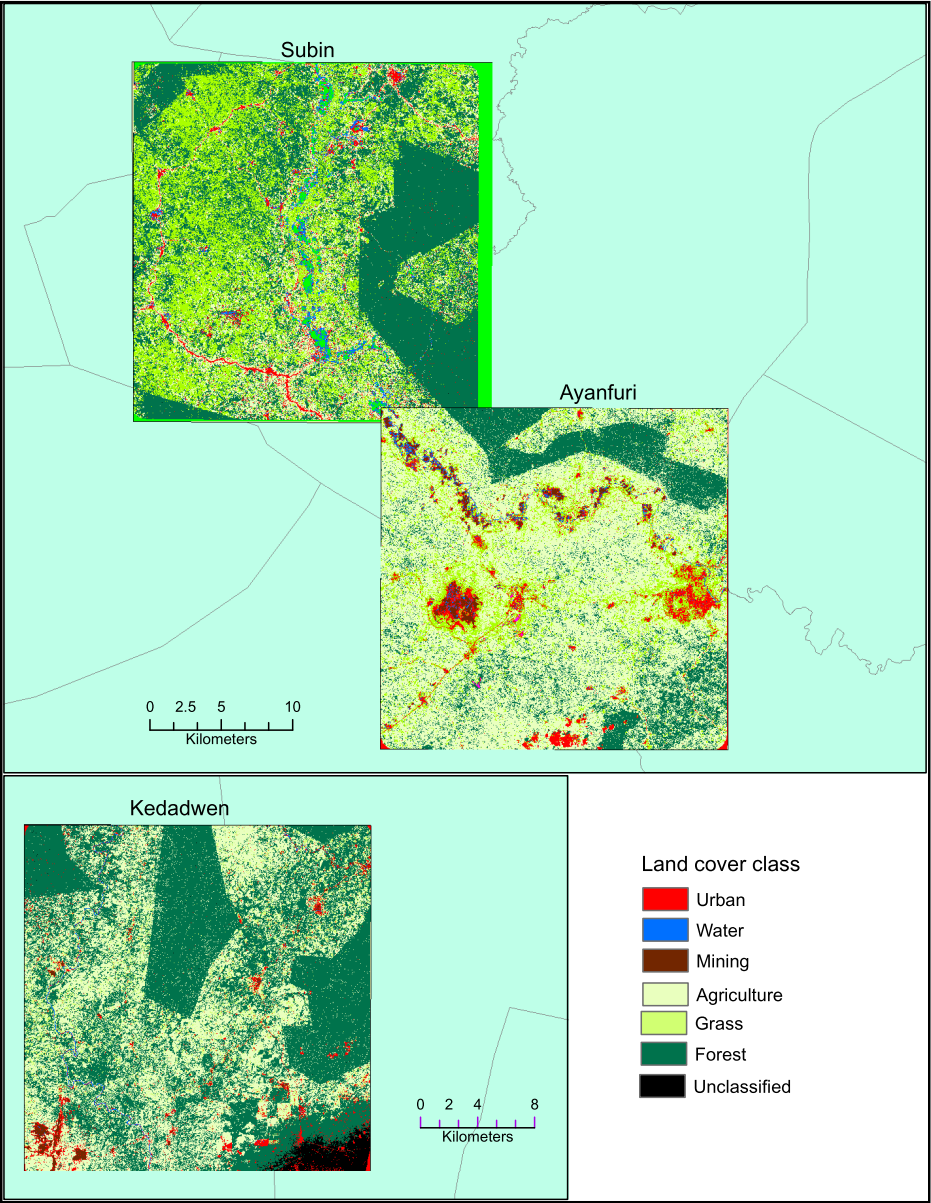 Subin
Ayanfuri
0 2.5 5 10
Kilometers
Kedadwen
Land cover class
Urban
Water
Mining
Agriculture
Grass
Forest
Unclassified
0 2 4 8
Kilometers